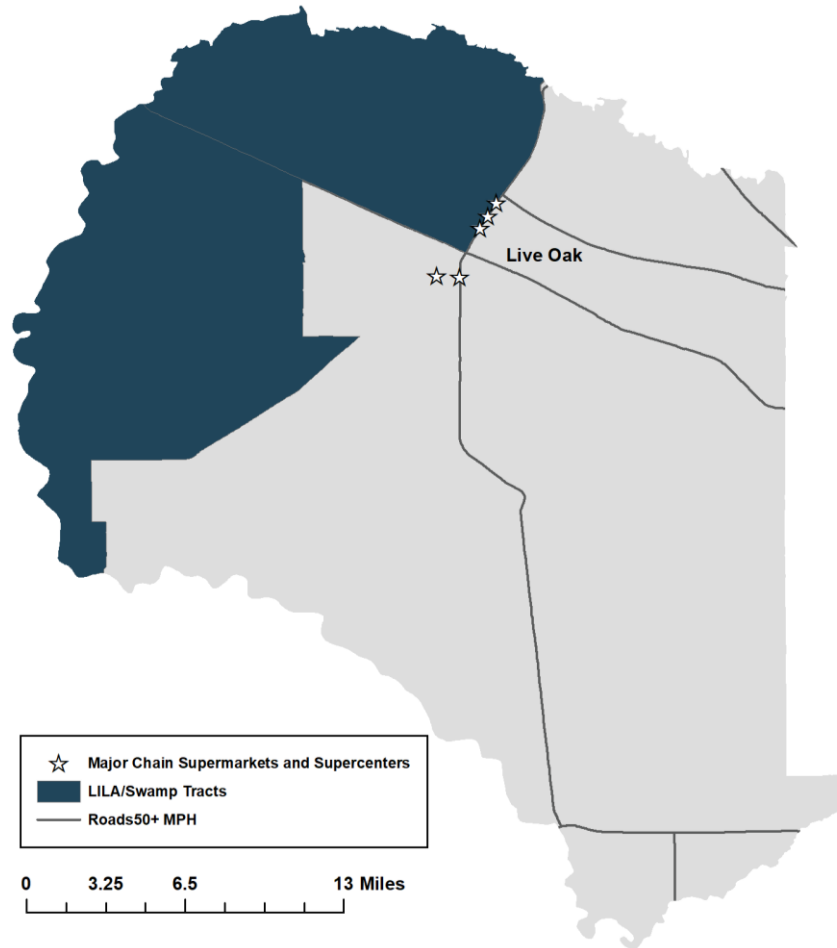 Live Oak
Major Chain Supermarkets and Supercenters
LILA/Swamp Tracts
Roads50+ MPH
0 3.25 6.5 13 Miles